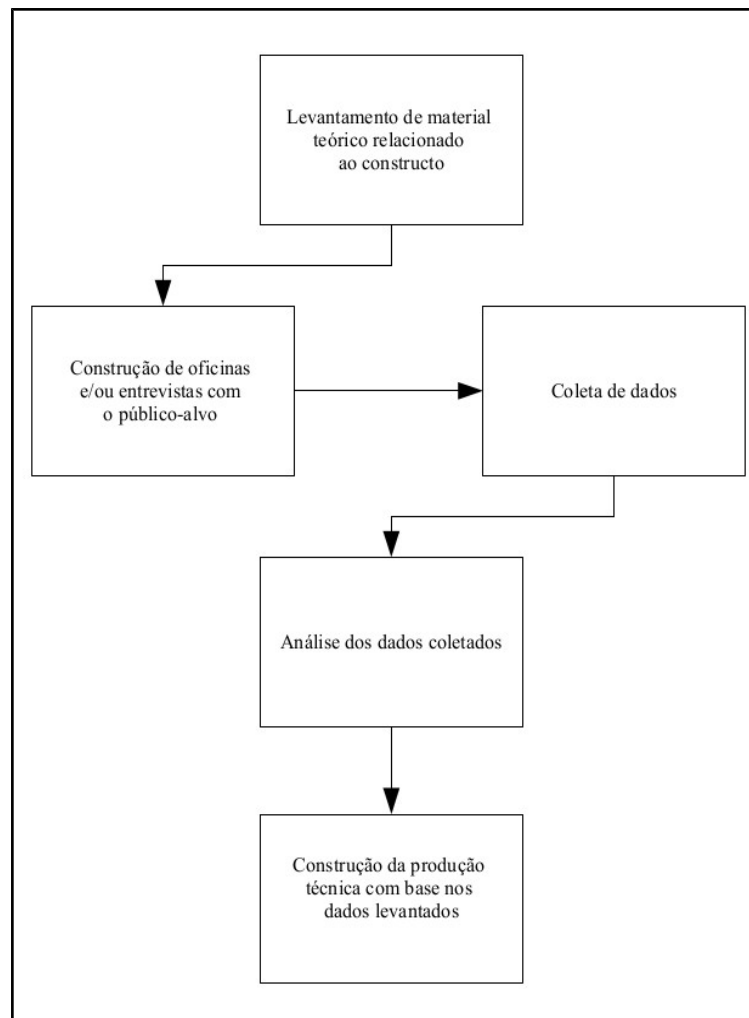 Levantamento de material
teórico relacionado
ao constructo
Construção de oficinas
e/ou entrevistas com
o público-alvo
Coleta de dados
Análise dos dados coletados
Construção da produção
técnica com base nos
dados levantados